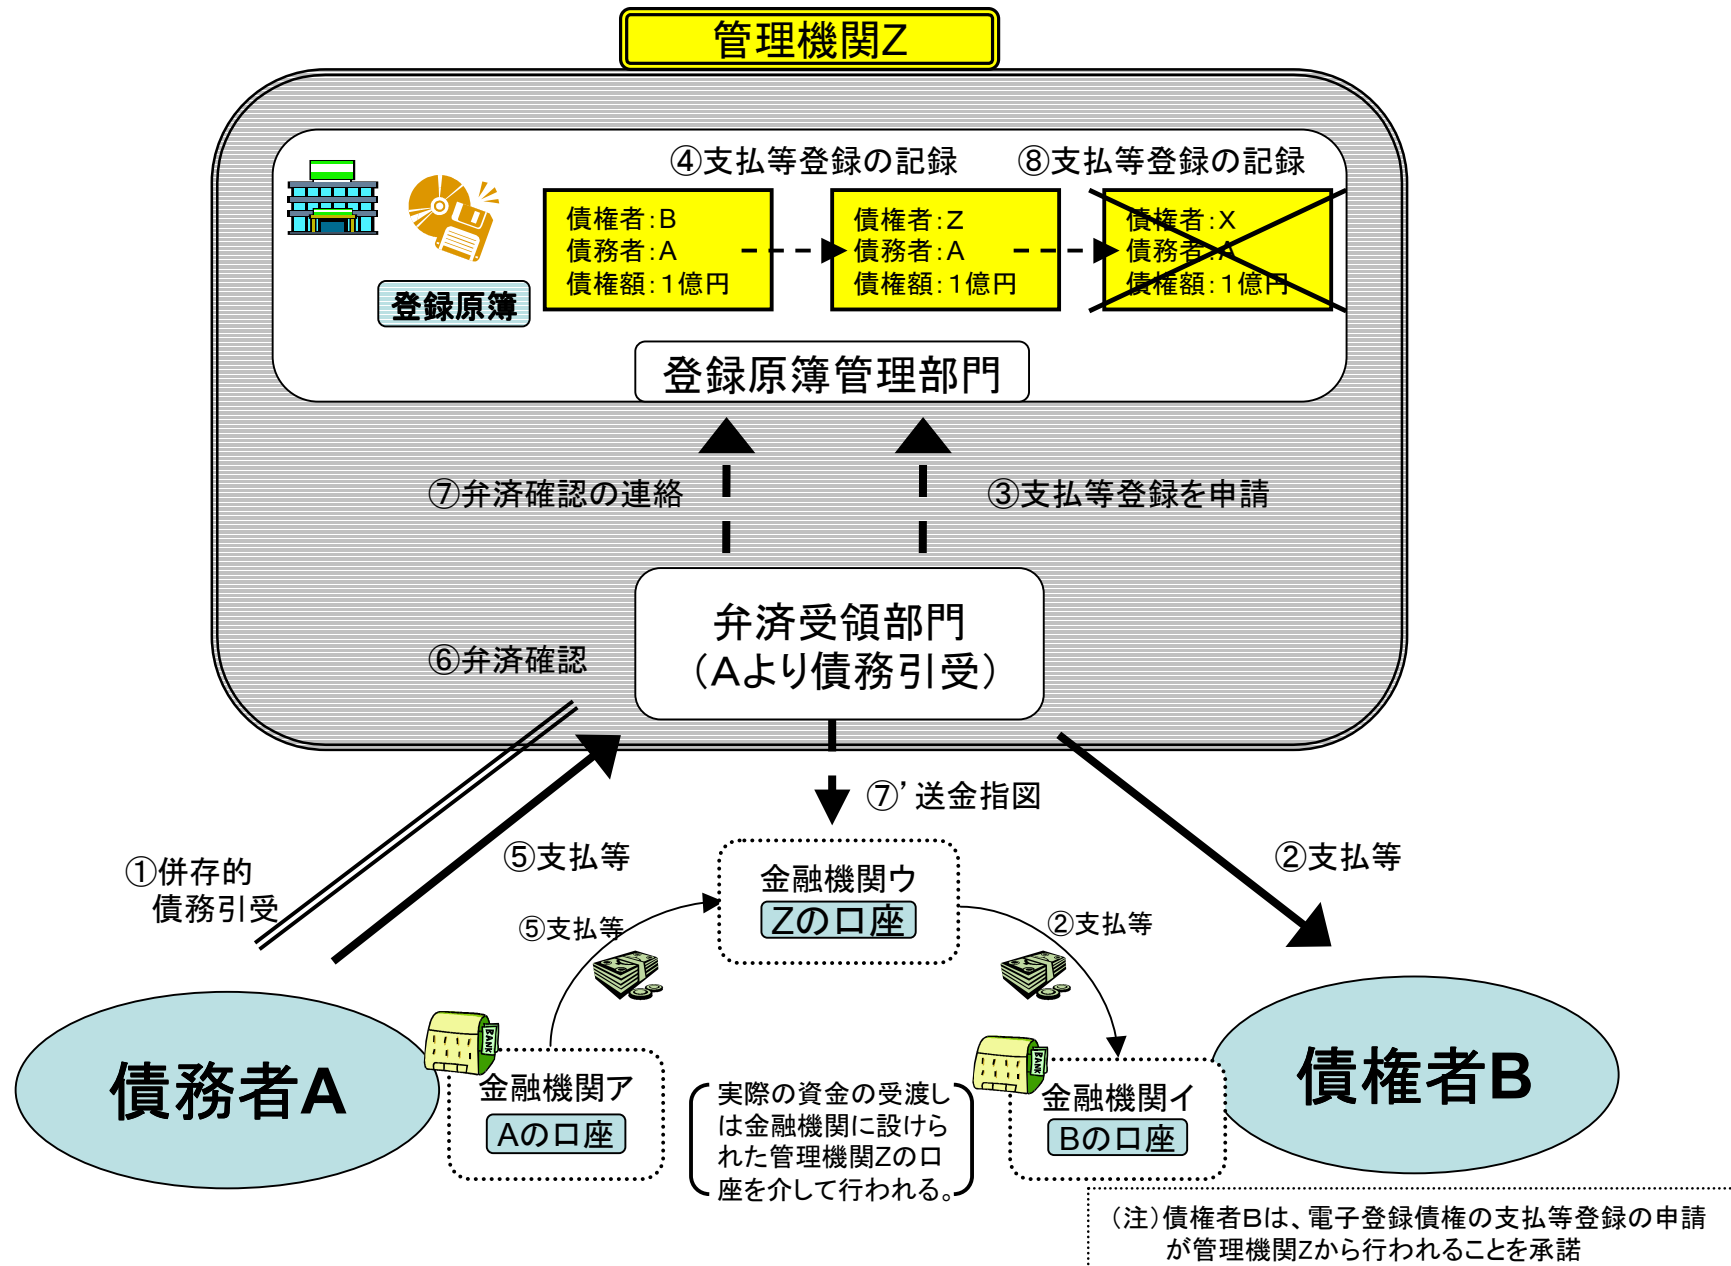 管理機関Z
④支払等登録の記録
⑧支払等登録の記録
債権者:B
債務者:A
債権額:1億円
債権者:Z
債務者:A
債権額:1億円
債権者:X
債務者:A
債権額:1億円
登録原簿
登録原簿管理部門
⑦弁済確認の連絡
③支払等登録を申請
弁済受領部門
(Aより債務引受)
⑥弁済確認
⑦’送金指図
①併存的
債務引受
⑤支払等
②支払等
金融機関ウ
Zの口座
⑤支払等
②支払等
BANK
BANK
債務者A
金融機関ア
Aの口座
実際の資金の受渡し
は金融機関に設けら
れた管理機関Zの口
座を介して行われる。
金融機関イ
Bの口座
債権者B
(注)債権者Bは、電子登録債権の支払等登録の申請
が管理機関Zから行われることを承諾